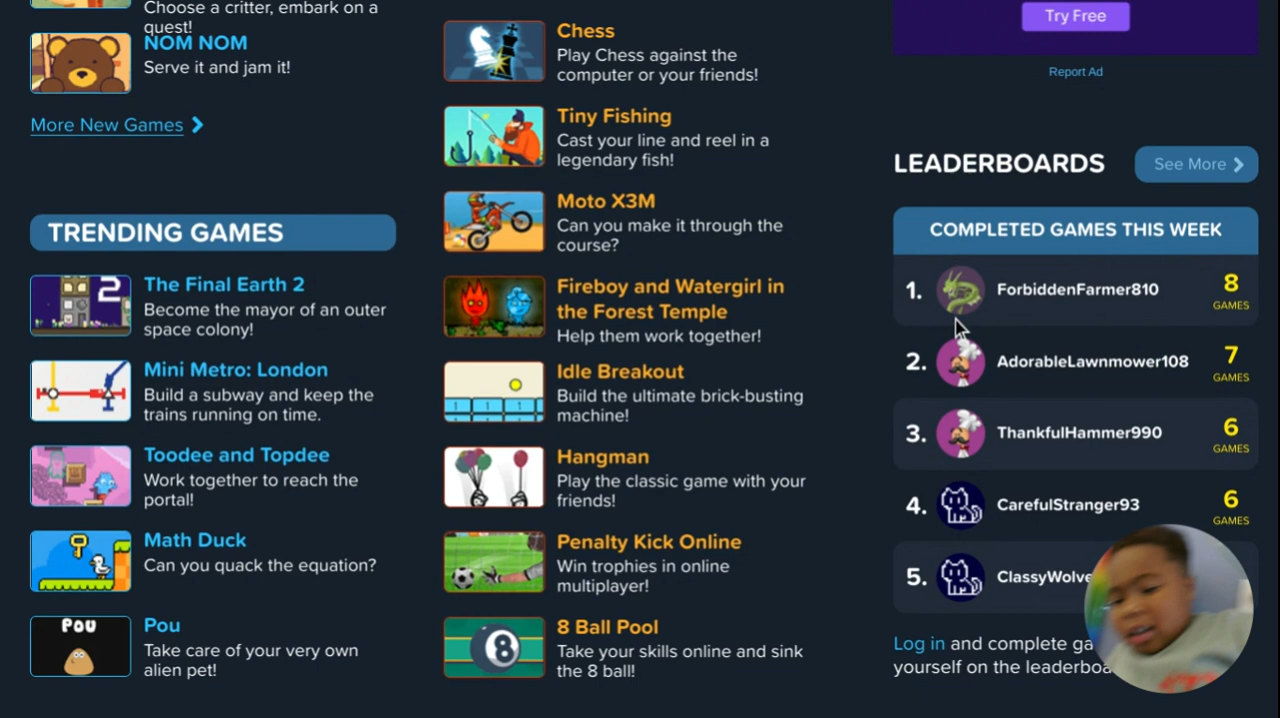 Choose a critter, embark on a
quest!
NOM NOM
Serve it and jam it!
More New Games
TRENDING GAMES
2
The Final Earth 2
Become the mayor of an outer
space colony!
Mini Metro: London
Build a subway and keep the
trains running on time.
Toodee and Topdee
Work together to reach the
portal!
Math Duck
Can you quack the equation?
POU
Pou
Take care of your very own
alien pet!
Chess
Play Chess against the
computer or your friends!
Tiny Fishing
Cast your line and reel in a
legendary fish!
Moto X3M
Can you make it through the
course?
Fireboy and Watergirl in
the Forest Temple
Help them work together!
Idle Breakout
Build the ultimate brick-busting
machine!
Hangman
Play the classic game with your
friends!
Penalty Kick Online
Win trophies in online
multiplayer!
8
8 Ball Pool
Take your skills online and sink
the 8 ball!
Try Free
Report Ad
LEADERBOARDS
See More
COMPLETED GAMES THIS WEEK
1. ForbiddenFarmer810 8 GAMES
2. AdorableLawnmower108 7 GAMES
3. ThankfulHammer990 6 GAMES
4. CarefulStranger93 6 GAMES
5. ClassyWolve
Log in and complete ga
yourself on the leaderboa